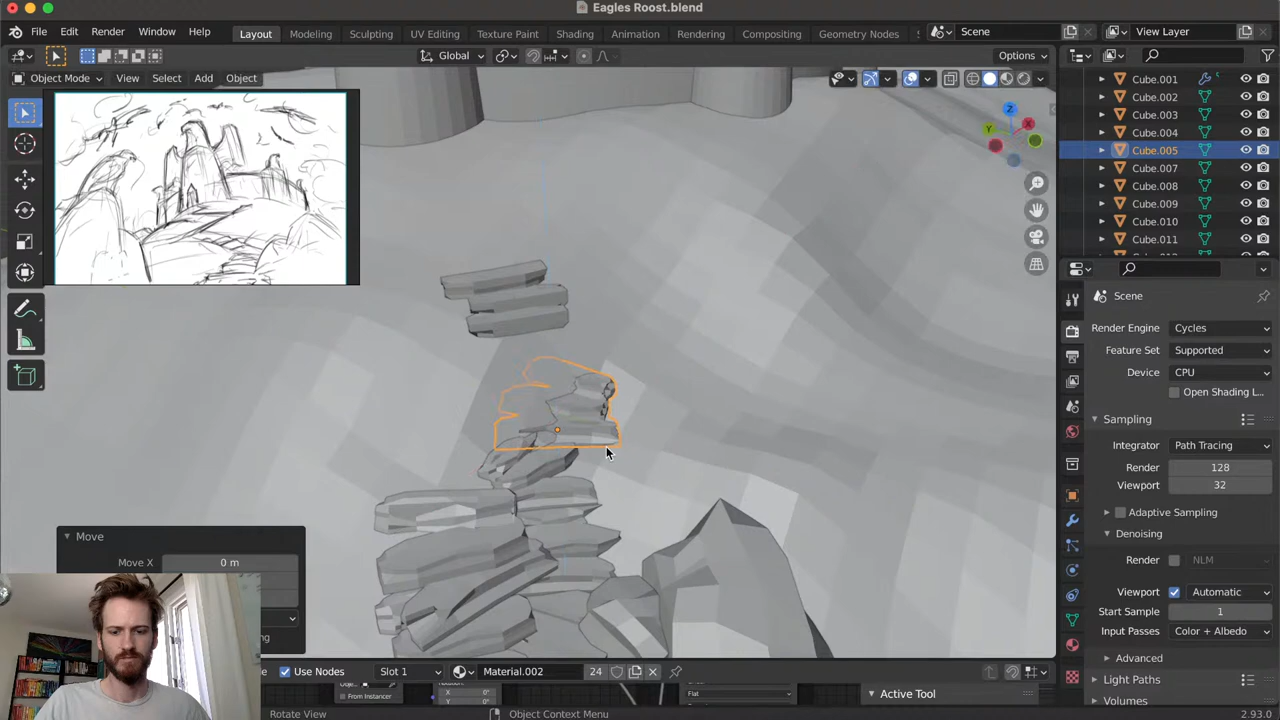 Eagles Roost.blend
File Edit Render Window Help
Layout Modeling Sculpting UV Editing Texture Paint Shading Animation Rendering Compositing Geometry Nodes
Scene
View Layer
Global
Options
Object Mode View Select Add Object
Cube.001
Cube.002
Cube.003
Cube.004
Cube.005
Cube.007
Cube.008
Cube.009
Cube.010
Cube.011
Z
X
Y
Scene
Render Engine Cycles
Feature Set Supported
Device CPU
Open Shading L...
Sampling
Integrator Path Tracing
Render 128
Viewport 32
Adaptive Sampling
Denoising
Render NLM
Viewport Automatic
Start Sample 1
Input Passes Color + Albedo
Advanced
Light Paths
Volumes
Move
Move X 0 m
Use Nodes Slot 1 Material.002 24
From Instancer
X 0°
Y 0°
Flat
Active Tool
Rotate View
Object Context Menu
2.93.0